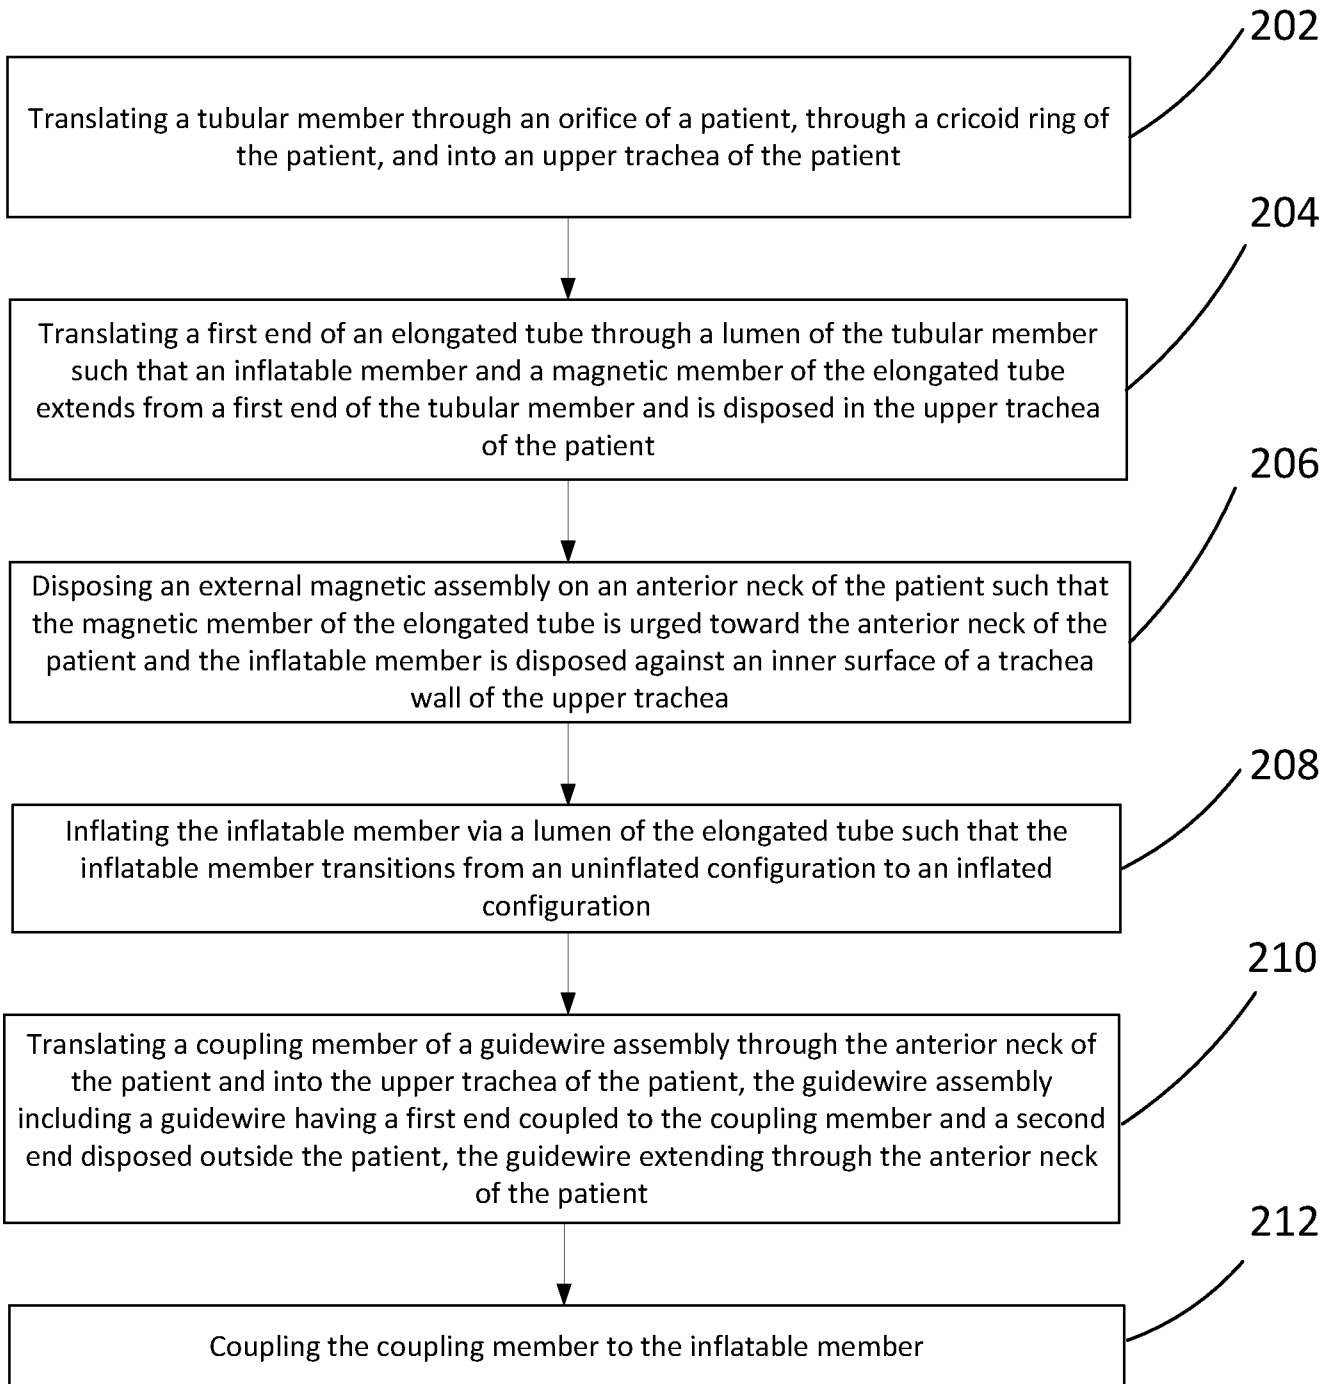 202
Translating a tubular member through an orifice of a patient, through a cricoid ring of
the patient, and into an upper trachea of the patient
204
Translating a first end of an elongated tube through a lumen of the tubular member
such that an inflatable member and a magnetic member of the elongated tube
extends from a first end of the tubular member and is disposed in the upper trachea
of the patient
206
Disposing an external magnetic assembly on an anterior neck of the patient such that
the magnetic member of the elongated tube is urged toward the anterior neck of the
patient and the inflatable member is disposed against an inner surface of a trachea
wall of the upper trachea
208
Inflating the inflatable member via a lumen of the elongated tube such that the
inflatable member transitions from an uninflated configuration to an inflated
configuration
210
Translating a coupling member of a guidewire assembly through the anterior neck of
the patient and into the upper trachea of the patient, the guidewire assembly
including a guidewire having a first end coupled to the coupling member and a second
end disposed outside the patient, the guidewire extending through the anterior neck
of the patient
212
Coupling the coupling member to the inflatable member